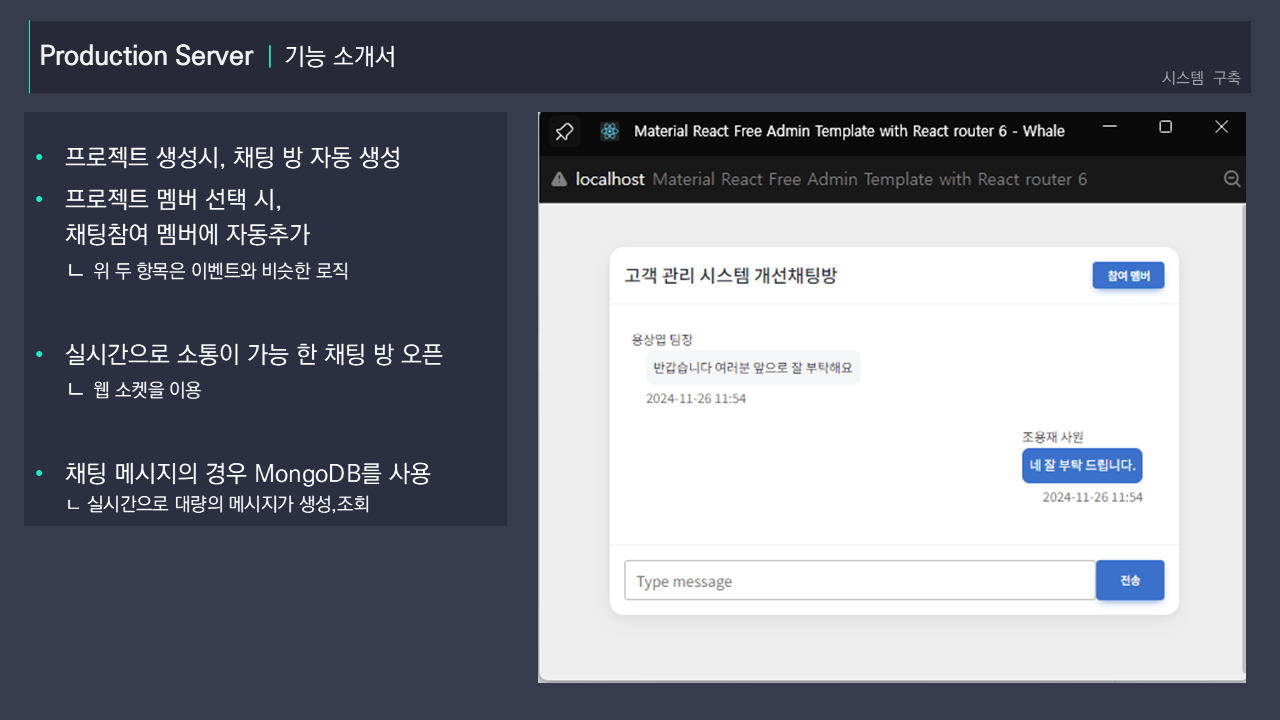 Production Server | 기능 소개서
시스템 구축
• 프로젝트 생성시, 채팅 방 자동 생성
• 프로젝트 멤버 선택 시,
채팅참여 멤버에 자동추가
ㄴ 위 두 항목은 이벤트와 비슷한 로직
• 실시간으로 소통이 가능 한 채팅 방 오픈
ㄴ 웹 소켓을 이용
• 채팅 메시지의 경우 MongoDB를 사용
ㄴ 실시간으로 대량의 메시지가 생성,조회
Material React Free Admin Template with React router 6 - Whale
localhost Material React Free Admin Template with React router 6
고객 관리 시스템 개선채팅방
참여 멤버
용상엽 팀장
반갑습니다 여러분 앞으로 잘 부탁해요
2024-11-26 11:54
조용재 사원
네 잘 부탁 드립니다.
2024-11-26 11:54
Type message
전송